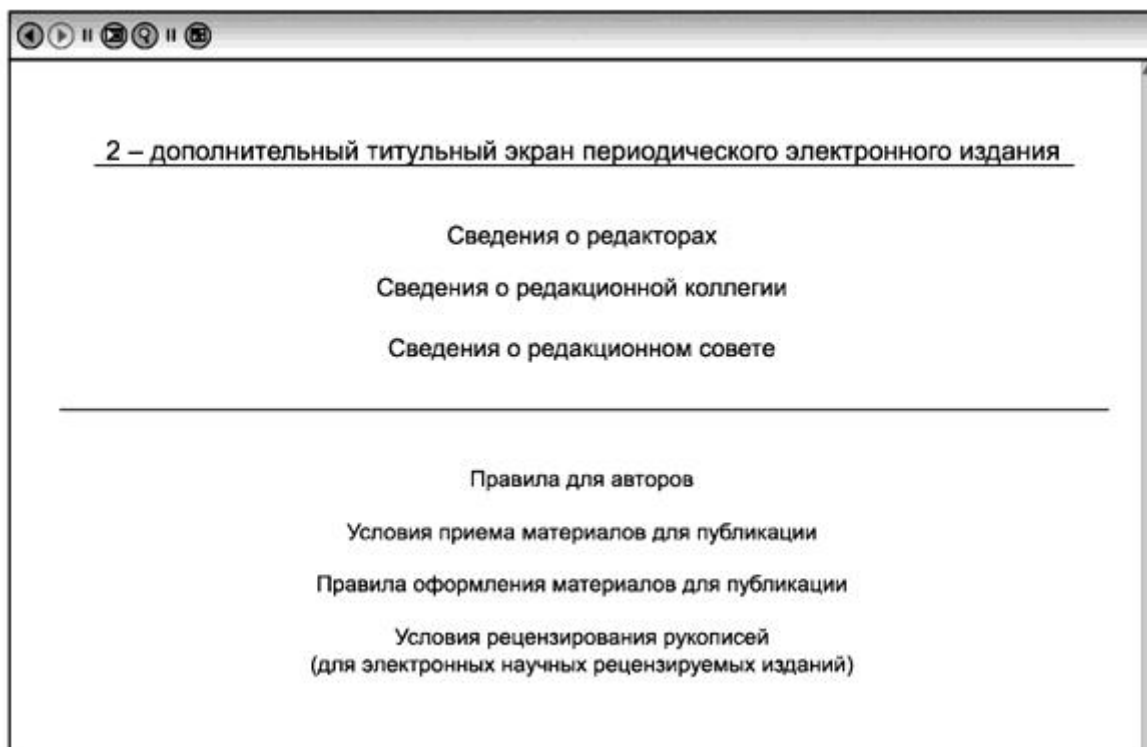 2 – дополнительный титульный экран периодического электронного издания
Сведения о редакторах
Сведения о редакционной коллегии
Сведения о редакционном совете
Правила для авторов
Условия приема материалов для публикации
Правила оформления материалов для публикации
Условия рецензирования рукописей
(для электронных научных рецензируемых изданий)